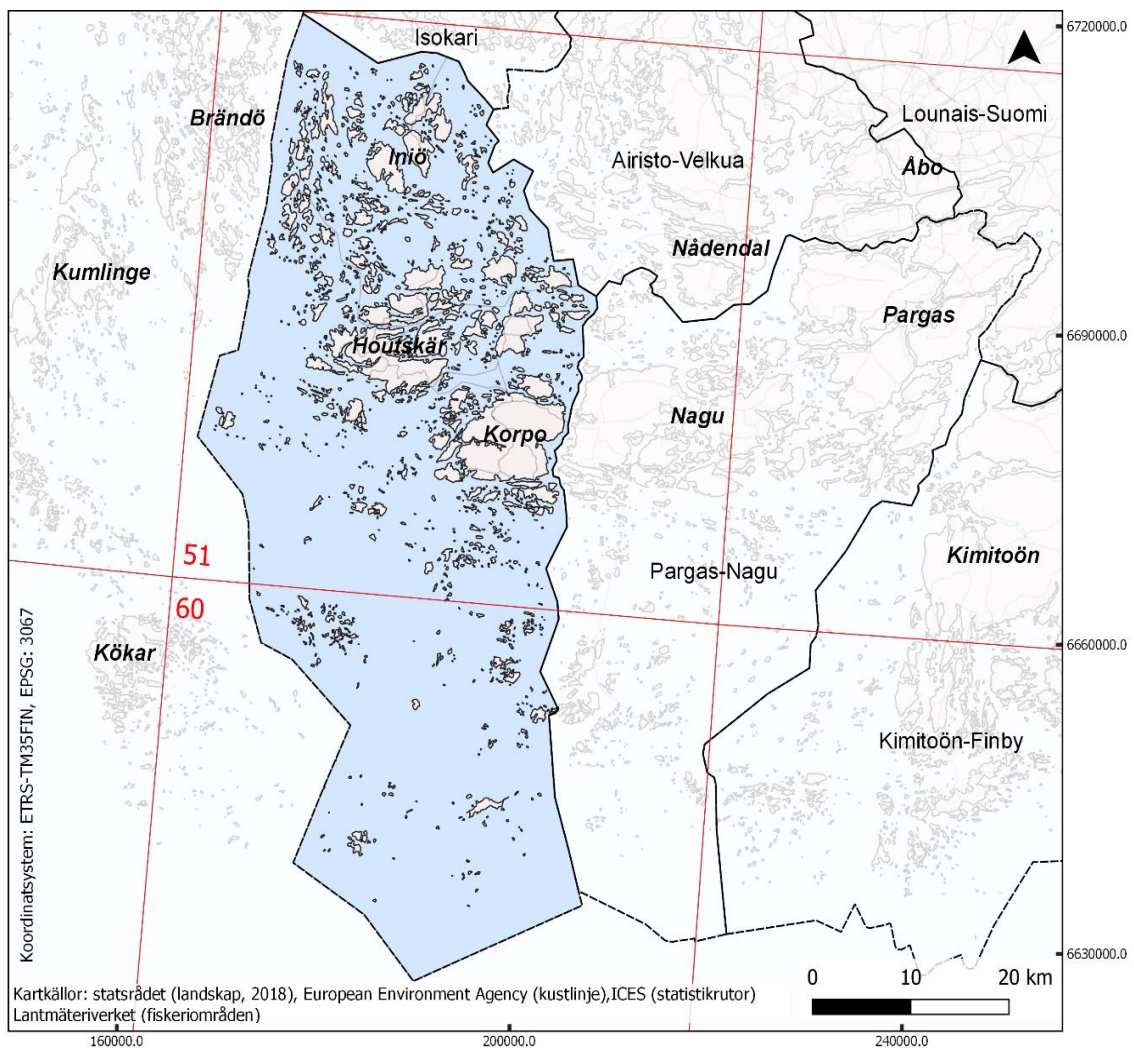 6720000.0
Isokari
Brändö
Lounais-Suomi
Iniö
Airisto-Velkua
Åbo
Nådendal
Kumlinge
Pargas
6690000.0
Houtskär
Nagu
Korpo
51
Kimitoön
Pargas-Nagu
60
Kökar
6660000.0
Kimitoön-Finby
Koordinatsystem: ETRS-TM35FIN, EPSG: 3067
6630000.0
0 10 20 km
Kartkällor: statsrådet (landskap, 2018), European Environment Agency (kustlinje),ICES (statistikrutor)
Lantmäteriverket (fiskeriområden)
160000.0 200000.0 240000.0